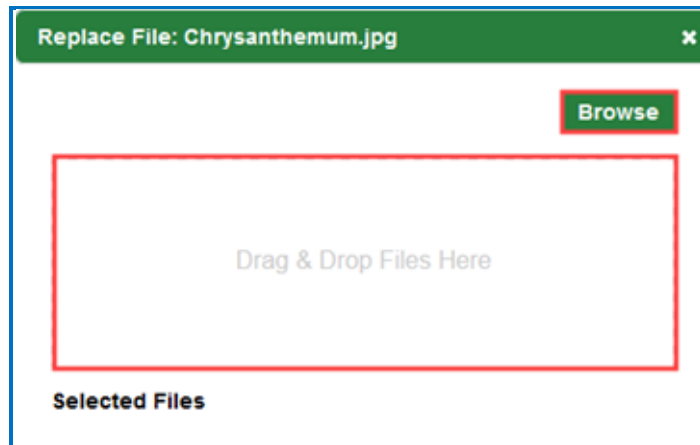 Replace File: Chrysanthemum.jpg ×
Browse
Drag & Drop Files Here
Selected Files